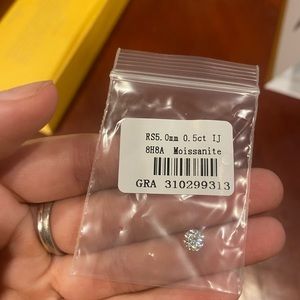 RS5.0mm 0.5ct IJ
8H8A Moissanite
GRA 310299313